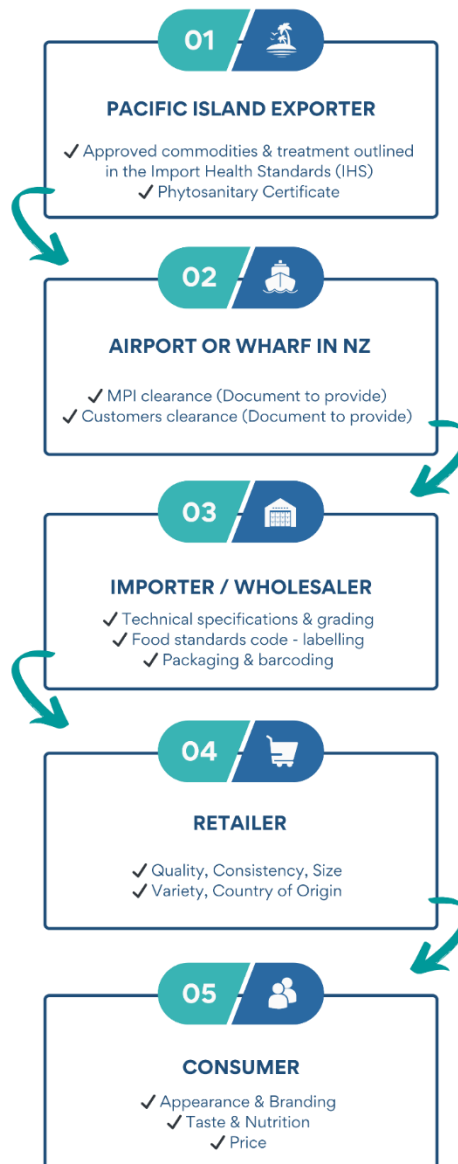 01
PACIFIC ISLAND EXPORTER
✓ Approved commodities & treatment outlined
in the Import Health Standards (IHS)
✓ Phytosanitary Certificate
02
AIRPORT OR WHARF IN NZ
✓ MPI clearance (Document to provide)
✓ Customers clearance (Document to provide)
03
IMPORTER / WHOLESALER
✓ Technical specifications & grading
✓ Food standards code - labelling
✓ Packaging & barcoding
04
RETAILER
✓ Quality, Consistency, Size
✓ Variety, Country of Origin
05
CONSUMER
✓ Appearance & Branding
✓ Taste & Nutrition
✓ Price